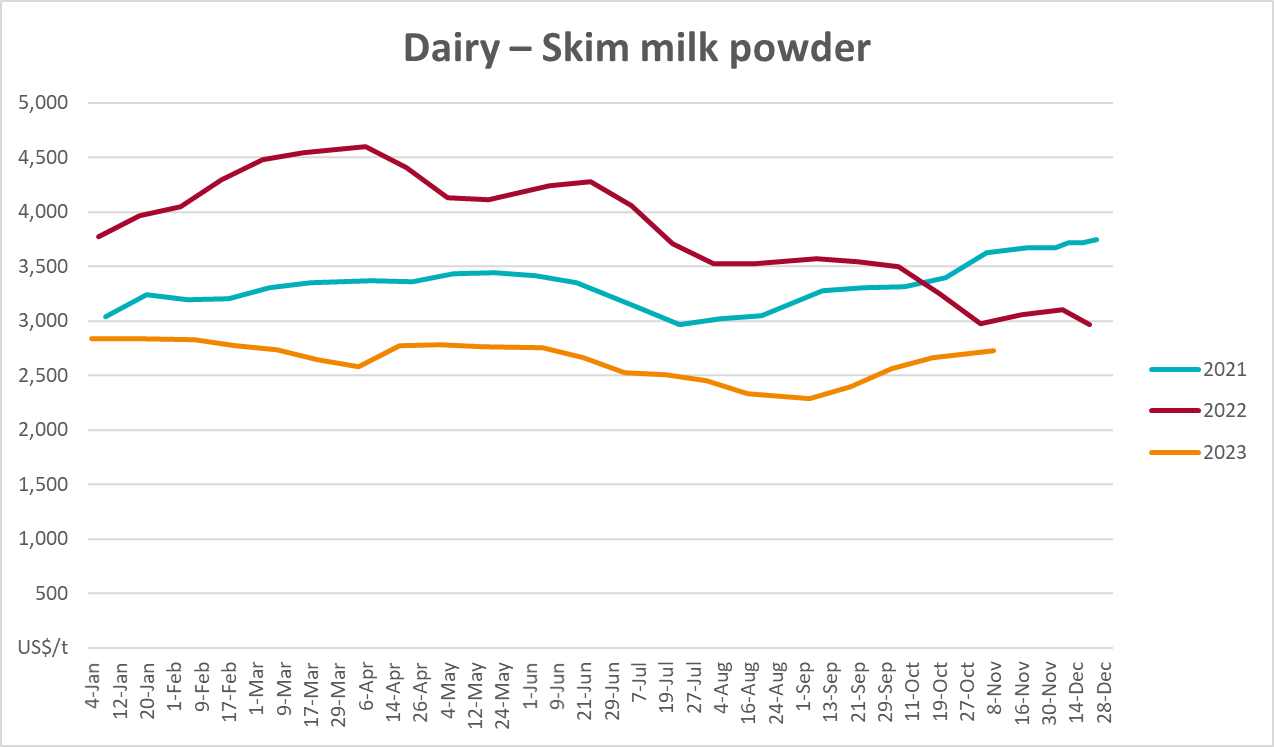 Dairy – Skim milk powder
5,000
4,500
4,000
3,500
3,000
2,500
2,000
1,500
1,000
500
US$/t
4-Jan
12-Jan
20-Jan
1-Feb
9-Feb
17-Feb
1-Mar
9-Mar
17-Mar
29-Mar
6-Apr
14-Apr
26-Apr
4-May
12-May
24-May
1-Jun
9-Jun
21-Jun
29-Jun
7-Jul
19-Jul
27-Jul
4-Aug
16-Aug
24-Aug
1-Sep
13-Sep
21-Sep
29-Sep
11-Oct
19-Oct
27-Oct
8-Nov
16-Nov
30-Nov
14-Dec
28-Dec
2021
2022
2023